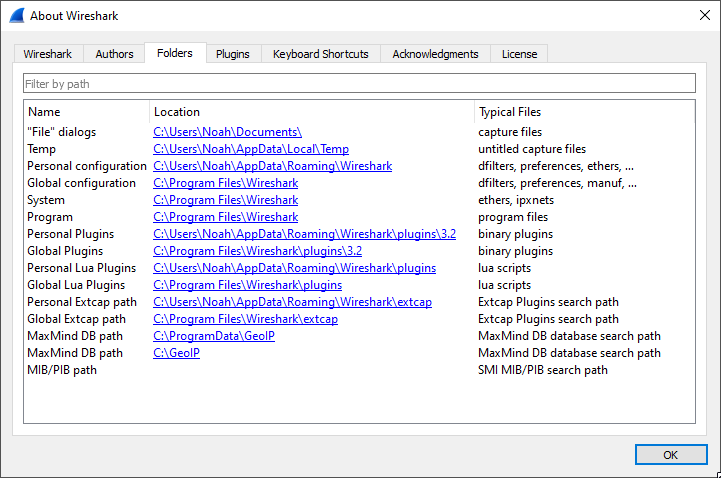 About Wireshark
Wireshark Authors Folders Plugins Keyboard Shortcuts Acknowledgments License
Filter by path
Name Location Typical Files
"File" dialogs C:\Users\Noah\Documents\ capture files
Temp C:\Users\Noah\AppData\Local\Temp untitled capture files
Personal configuration C:\Users\Noah\AppData\Roaming\Wireshark dfilters, preferences, ethers, ...
Global configuration C:\Program Files\Wireshark dfilters, preferences, manuf, ...
System C:\Program Files\Wireshark ethers, ipxnets
Program C:\Program Files\Wireshark program files
Personal Plugins C:\Users\Noah\AppData\Roaming\Wireshark\plugins\3.2 binary plugins
Global Plugins C:\Program Files\Wireshark\plugins\3.2 binary plugins
Personal Lua Plugins C:\Users\Noah\AppData\Roaming\Wireshark\plugins lua scripts
Global Lua Plugins C:\Program Files\Wireshark\plugins lua scripts
Personal Extcap path C:\Users\Noah\AppData\Roaming\Wireshark\extcap Extcap Plugins search path
Global Extcap path C:\Program Files\Wireshark\extcap Extcap Plugins search path
MaxMind DB path C:\ProgramData\GeoIP MaxMind DB database search path
MaxMind DB path C:\GeoIP MaxMind DB database search path
MIB/PIB path SMI MIB/PIB search path
OK